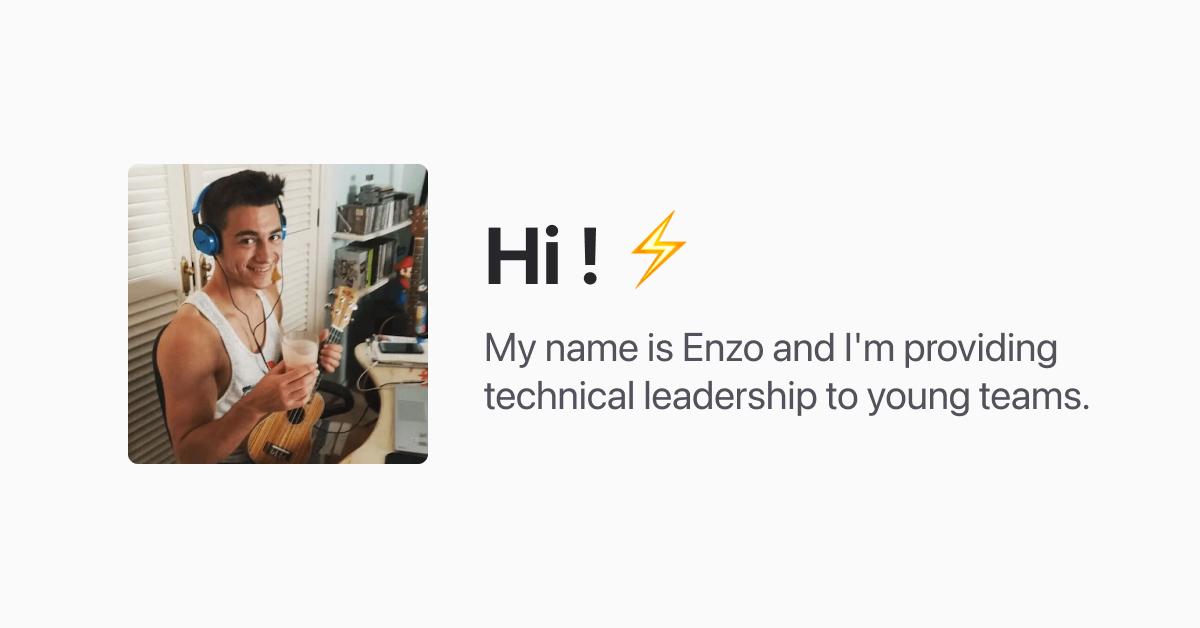 Hi ! ⚡
My name is Enzo and I'm providing
technical leadership to young teams.